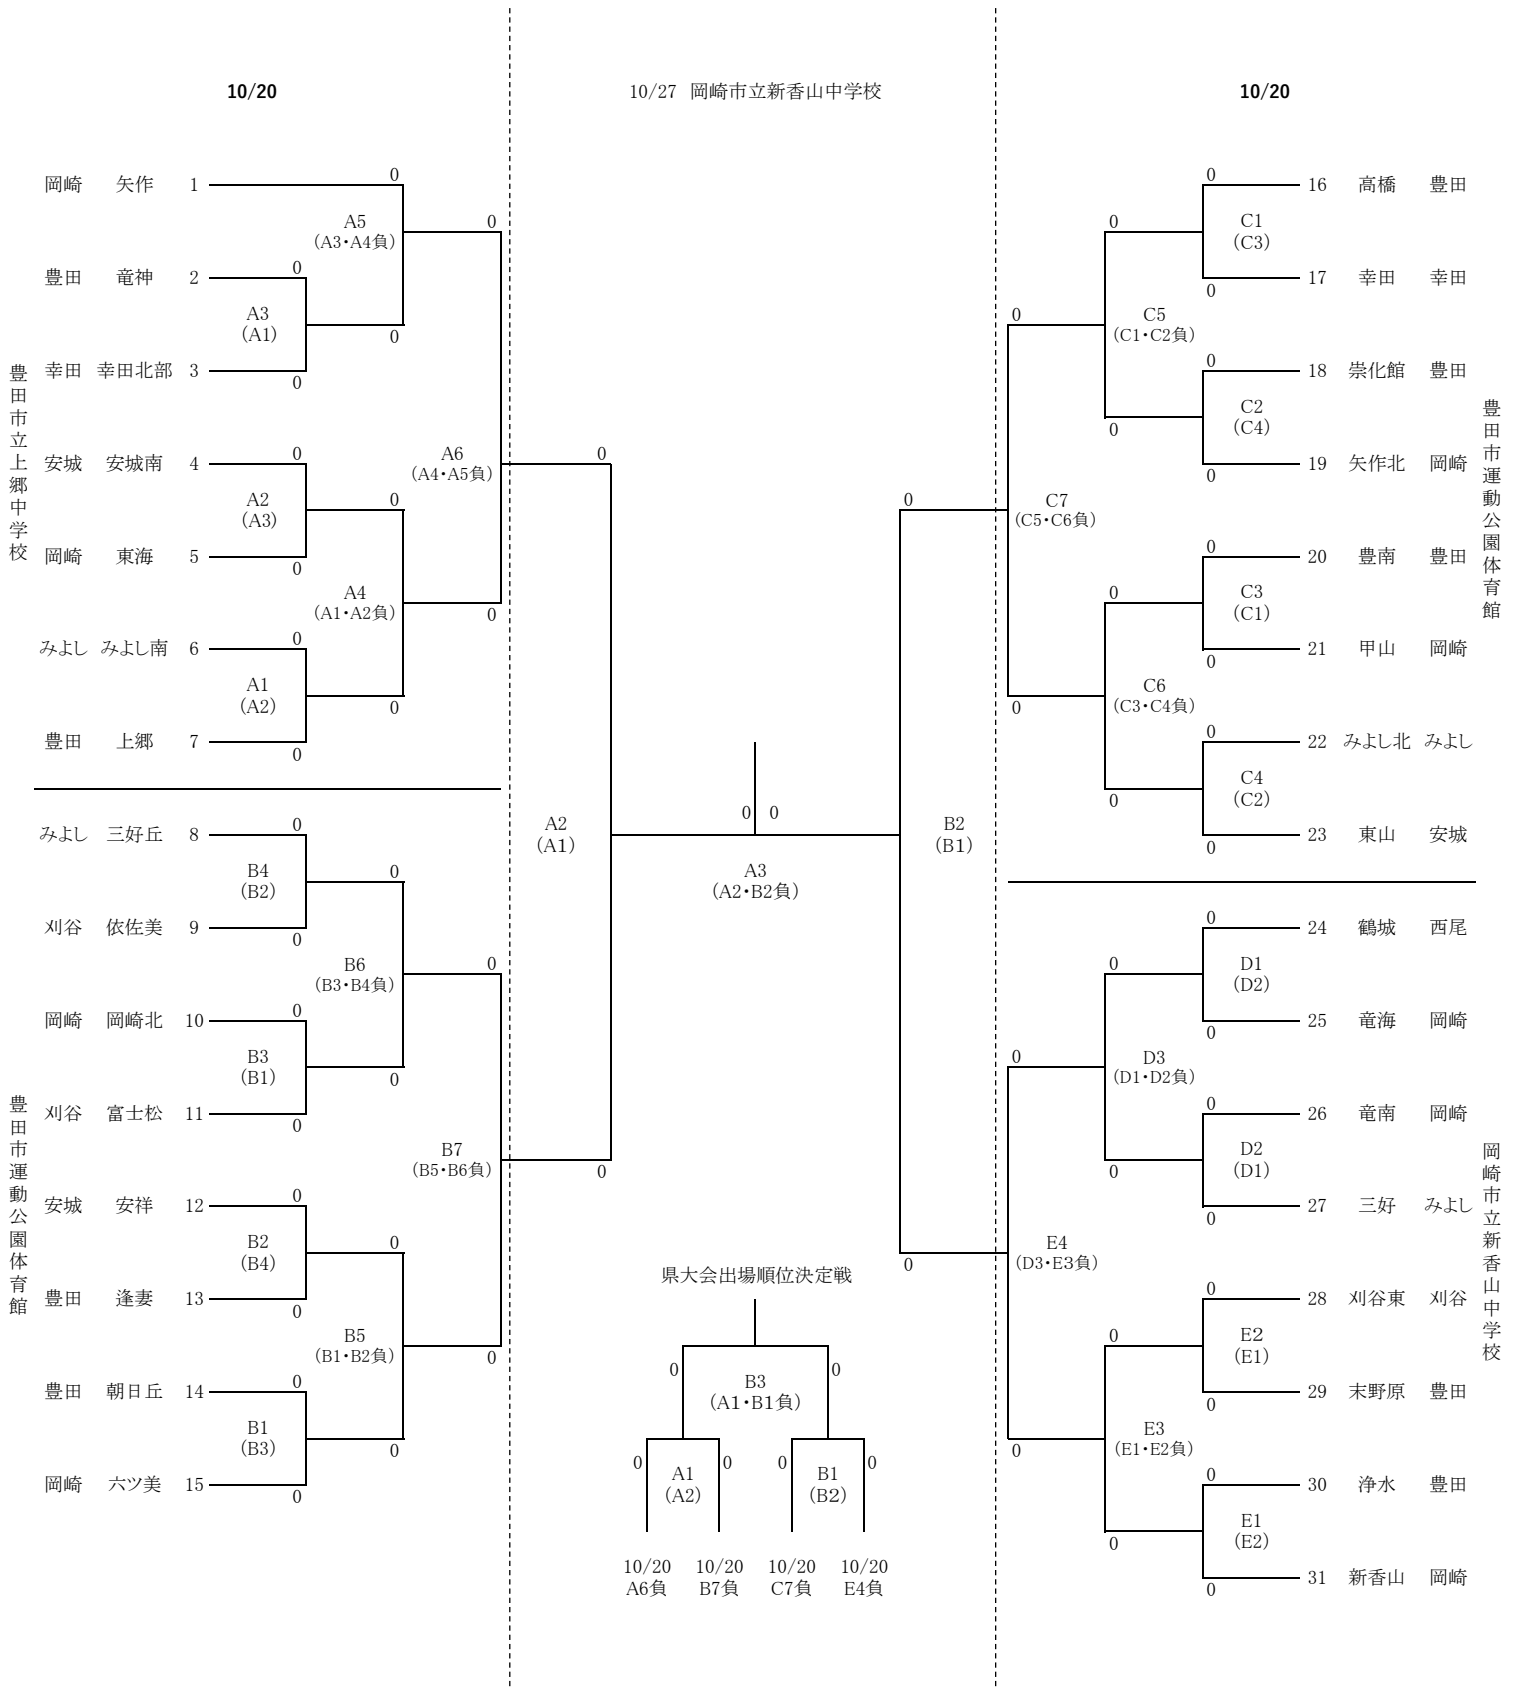 10/20
10/27 岡崎市立新香山中学校
10/20
豊田市立上郷中学校
岡崎 矢作 1
0
豊田 竜神 2
0
幸田 幸田北部 3
0
A3
(A1)
0
A5
(A3・A4負)
0
安城 安城南 4
0
岡崎 東海 5
0
A2
(A3)
0
みよし みよし南 6
0
豊田 上郷 7
0
A1
(A2)
0
A4
(A1・A2負)
0
A6
(A4・A5負)
0
豊田市運動公園体育館
みよし 三好丘 8
0
刈谷 依佐美 9
0
B4
(B2)
0
岡崎 岡崎北 10
0
刈谷 富士松 11
0
B3
(B1)
0
B6
(B3・B4負)
0
安城 安祥 12
0
豊田 逢妻 13
0
B2
(B4)
0
豊田 朝日丘 14
0
岡崎 六ツ美 15
0
B1
(B3)
0
B5
(B1・B2負)
0
B7
(B5・B6負)
0
A2
(A1)
0 0
A3
(A2・B2負)
B2
(B1)
0
0
県大会出場順位決定戦
0
0
B3
(A1・B1負)
0
0
A1
(A2)
0
0
B1
(B2)
10/20
A6負
10/20
B7負
10/20
C7負
10/20
E4負
豊田市運動公園体育館
0
16 高橋 豊田
0
17 幸田 幸田
C1
(C3)
0
0
18 崇化館 豊田
0
19 矢作北 岡崎
C2
(C4)
0
C5
(C1・C2負)
0
0
20 豊南 豊田
0
21 甲山 岡崎
C3
(C1)
0
0
22 みよし北 みよし
0
23 東山 安城
C4
(C2)
0
C6
(C3・C4負)
0
C7
(C5・C6負)
岡崎市立新香山中学校
0
24 鶴城 西尾
0
25 竜海 岡崎
D1
(D2)
0
0
26 竜南 岡崎
0
27 三好 みよし
D2
(D1)
0
D3
(D1・D2負)
0
0
28 刈谷東 刈谷
0
29 末野原 豊田
E2
(E1)
0
0
30 浄水 豊田
0
31 新香山 岡崎
E1
(E2)
0
E3
(E1・E2負)
0
E4
(D3・E3負)